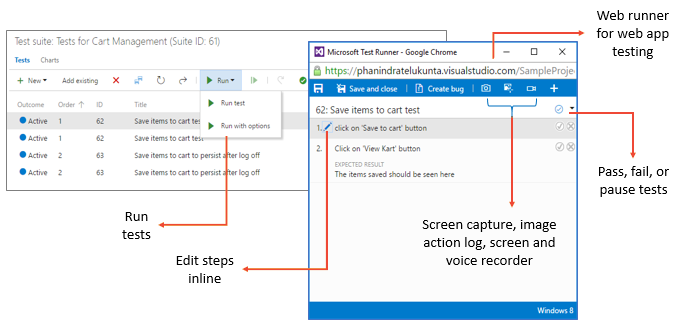 Test suite: Tests for Cart Management (Suite ID: 61)
Tests Charts
New Add existing Run
Run test
Run with options
Outcome Order ID Title
Active 1 62 Save items to cart test
Active 1 62 Save items to cart test
Active 2 63 Save items to cart to persist after log off
Active 2 63 Save items to cart to persist after log off
Microsoft Test Runner - Google Chrome
https://phanindratelukunta.visualstudio.com/SampleProje
Save and close Create bug
62: Save items to cart test
1. click on 'Save to cart' button
2. Click on 'View Kart' button
EXPECTED RESULT
The items saved should be seen here
Windows 8
Web runner
for web app
testing
Pass, fail, or
pause tests
Run
tests
Edit steps
inline
Screen capture, image
action log, screen and
voice recorder